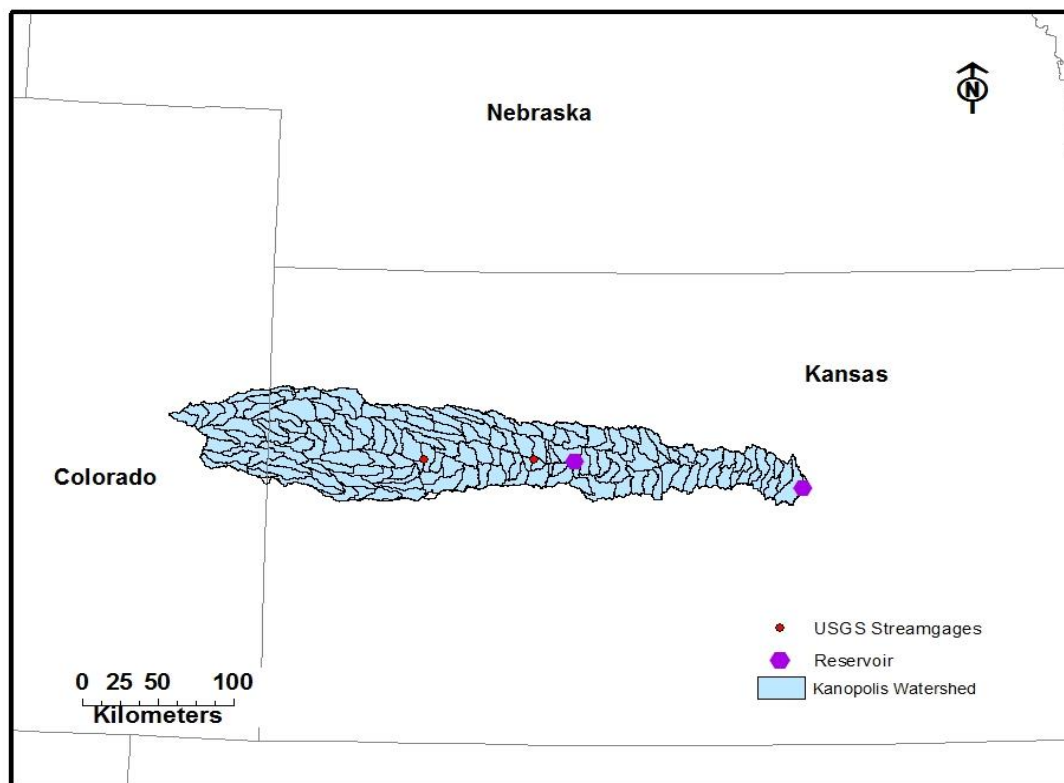 N
Nebraska
Kansas
Colorado
USGS Streamgages
Reservoir
Kanopolis Watershed
0 25 50 100
Kilometers